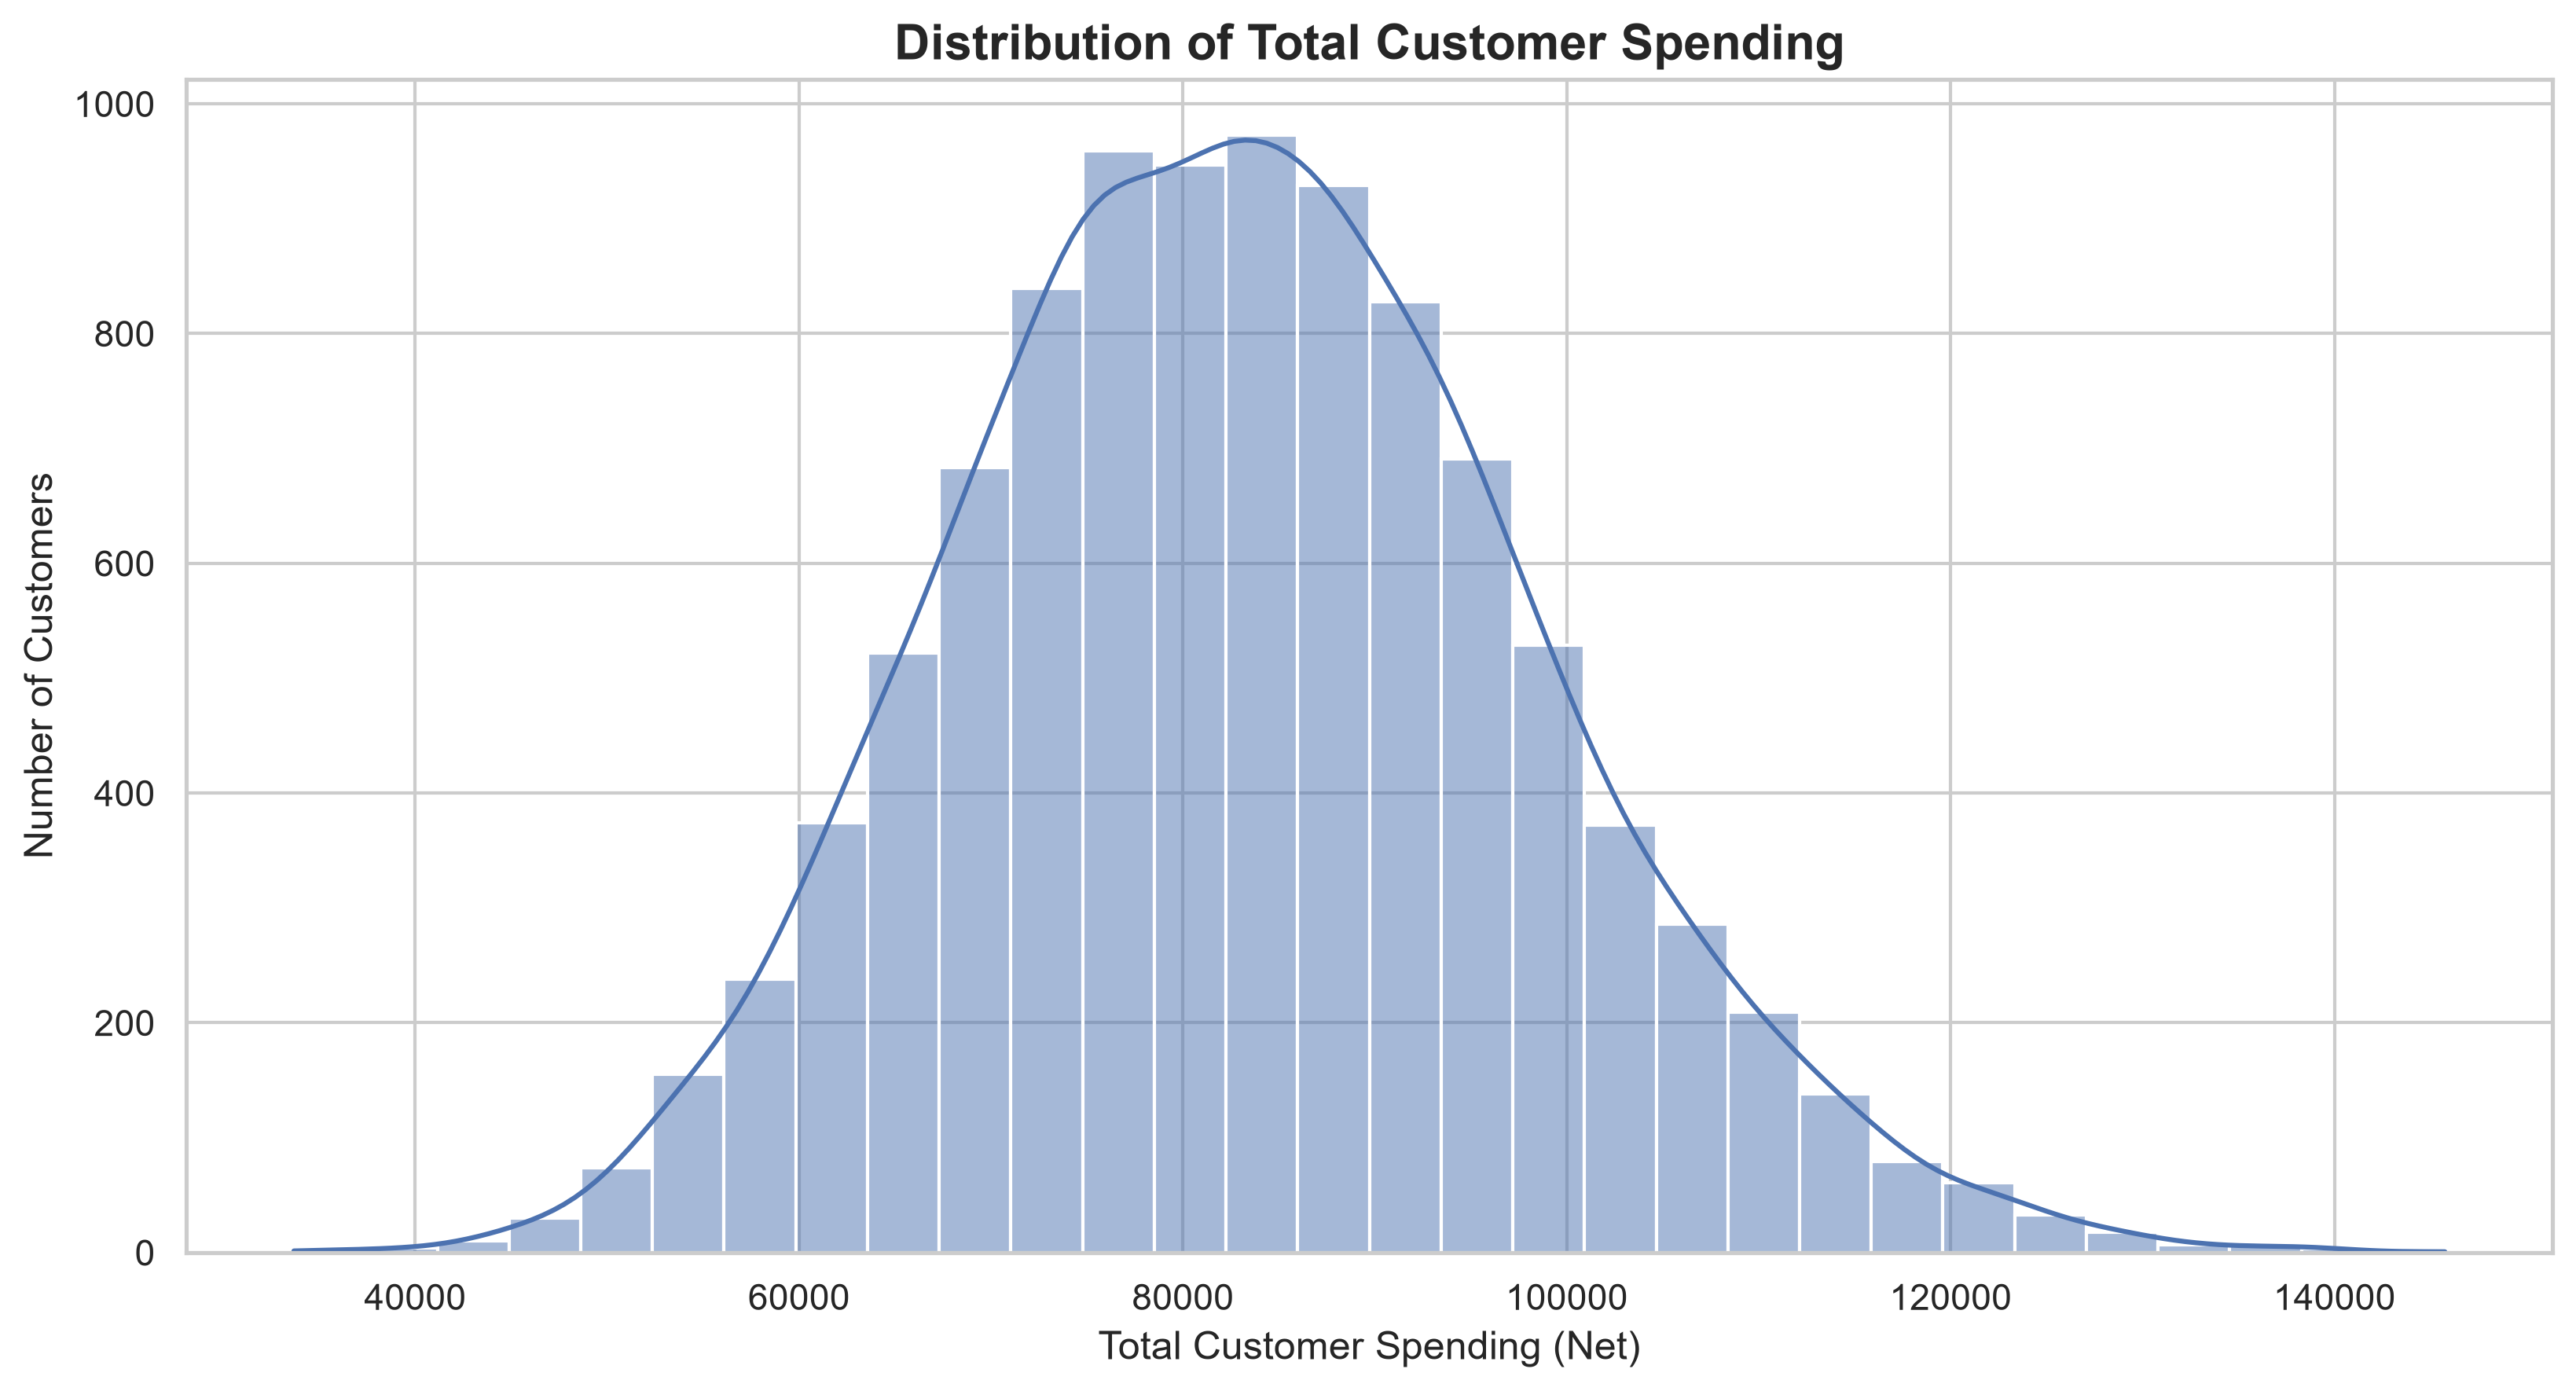 Distribution of Total Customer Spending
1000
800
600
400
200
0
Number of Customers
40000 60000 80000 100000 120000 140000
Total Customer Spending (Net)